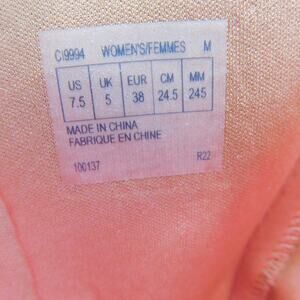 CI9994 WOMEN'S/FEMMES M
US UK EUR CM MM
7.5 5 38 24.5 245
MADE IN CHINA
FABRIQUE EN CHINE
100137 R22